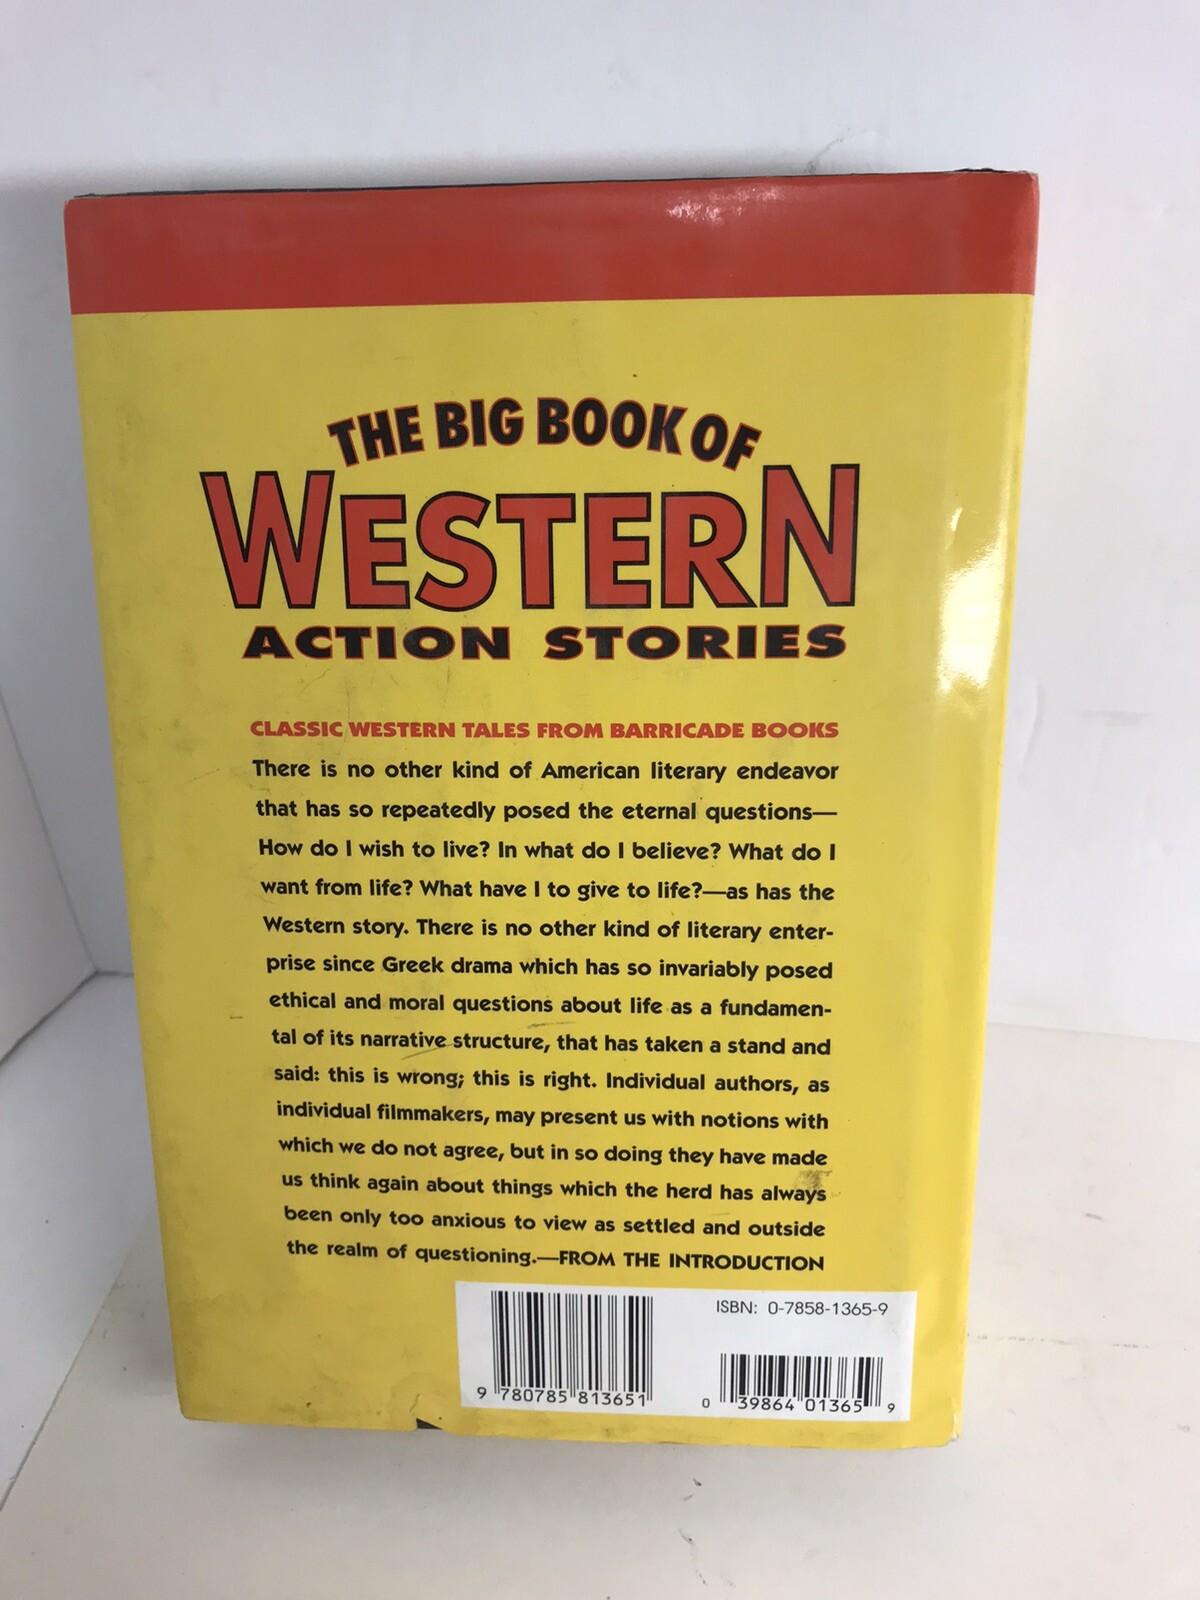 THE BIG BOOK OF
WESTERN
ACTION STORIES
CLASSIC WESTERN TALES FROM BARRICADE BOOKS
There is no other kind of American literary endeavor
that has so repeatedly posed the eternal questions—
How do I wish to live? In what do I believe? What do I
want from life? What have I to give to life?—as has the
Western story. There is no other kind of literary enter-
prise since Greek drama which has so invariably posed
ethical and moral questions about life as a fundamen-
tal of its narrative structure, that has taken a stand and
said: this is wrong; this is right. Individual authors, as
individual filmmakers, may present us with notions with
which we do not agree, but in so doing they have made
us think again about things which the herd has always
been only too anxious to view as settled and outside
the realm of questioning.—FROM THE INTRODUCTION
ISBN: 0-7858-1365-9
9 780785 813651
0 39864 01365 9